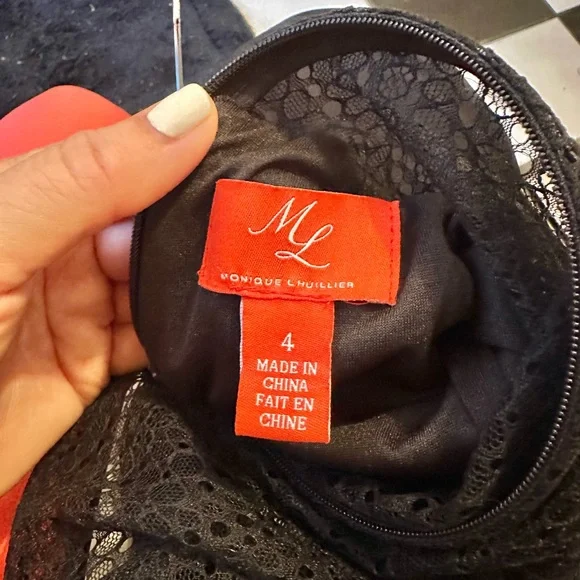 ML
MONIQUE LHUILLIER
4
MADE IN
CHINA
FAIT EN
CHINE